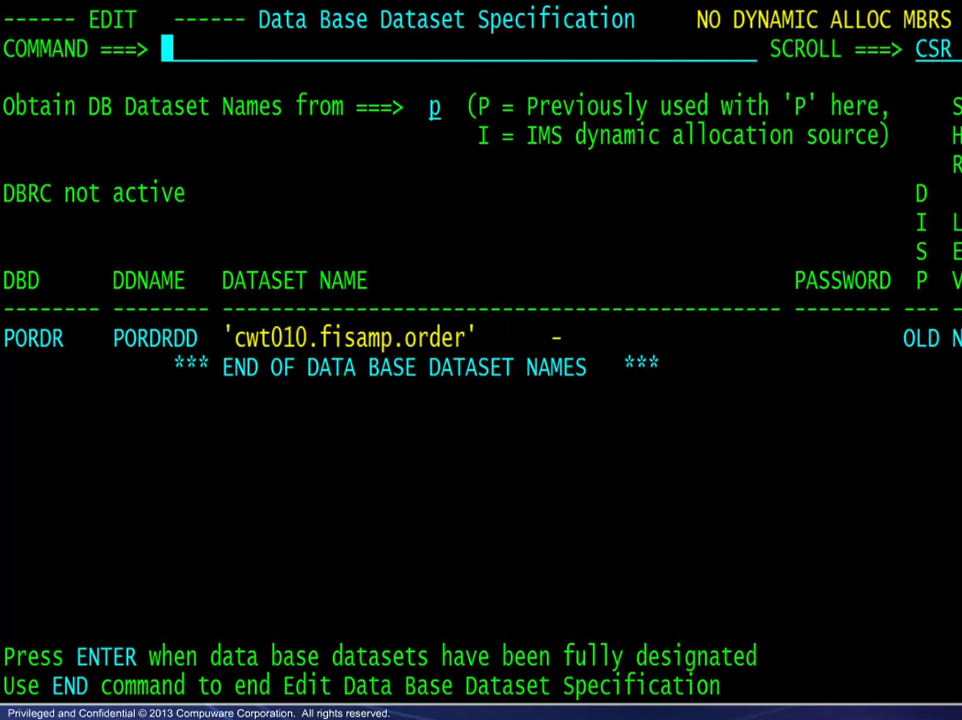 ------ EDIT ------ Data Base Dataset Specification NO DYNAMIC ALLOC MBRS
COMMAND ===> SCROLL ===> CSR
Obtain DB Dataset Names from ===> p (P = Previously used with 'P' here, S
I = IMS dynamic allocation source) H
R
DBRC not active D
I L
S E
DBD DDNAME DATASET NAME PASSWORD P V
-------- -------- ---------------------------------------------- -------- --- -
PORDR PORDRDD 'cwt010.fisamp.order' - OLD N
*** END OF DATA BASE DATASET NAMES ***
Press ENTER when data base datasets have been fully designated
Use END command to end Edit Data Base Dataset Specification
Privileged and Confidential © 2013 Compuware Corporation. All rights reserved.